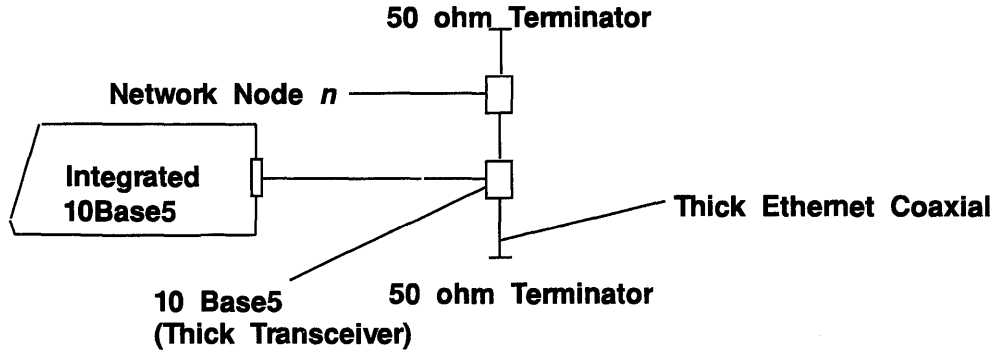 50 ohm Terminator
Network Node n
Integrated
10Base5
Thick Ethernet Coaxial
10 Base5
(Thick Transceiver)
50 ohm Terminator